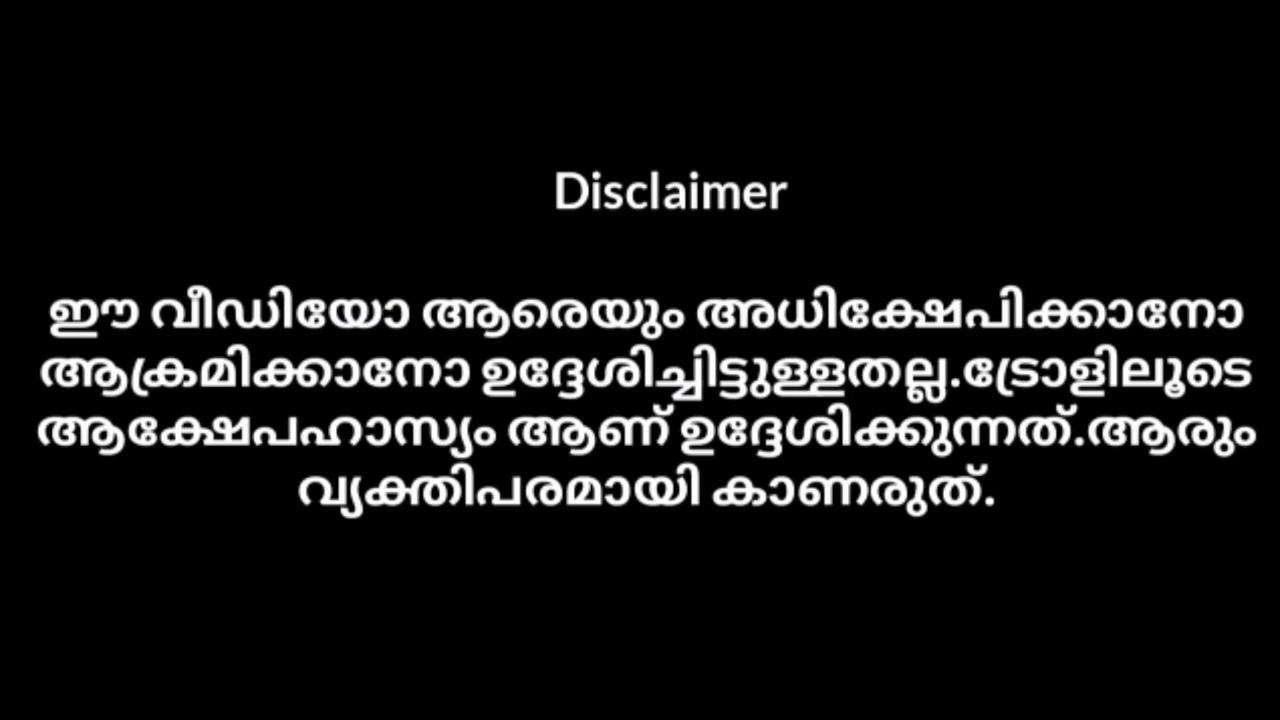 Disclaimer
ഈ വീഡിയോ ആരെയും അധിക്ഷേപിക്കാനോ
ആക്രമിക്കാനോ ഉദ്ദേശിച്ചിട്ടുള്ളതല്ല.ട്രോളിലൂടെ
ആക്ഷേപഹാസ്യം ആണ് ഉദ്ദേശിക്കുന്നത്.ആരും
വ്യക്തിപരമായി കാണരുത്.